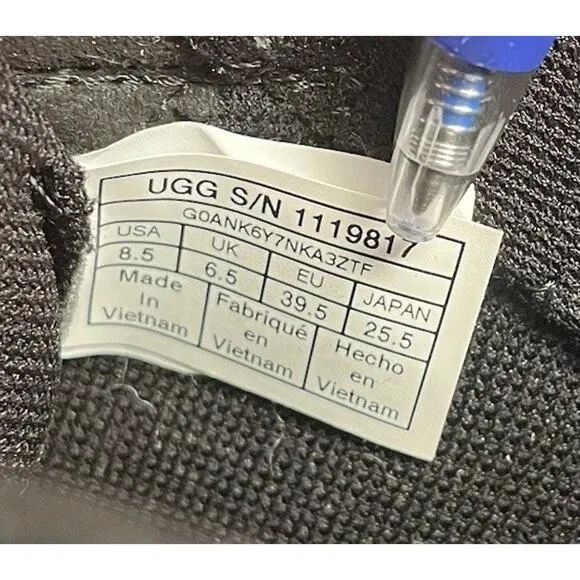 UGG S/N 1119817
G0ANK6Y7NKA3ZTF
USA UK EU JAPAN
8.5 6.5 39.5 25.5
Made in Vietnam
Fabriqué en Vietnam
Hecho en Vietnam